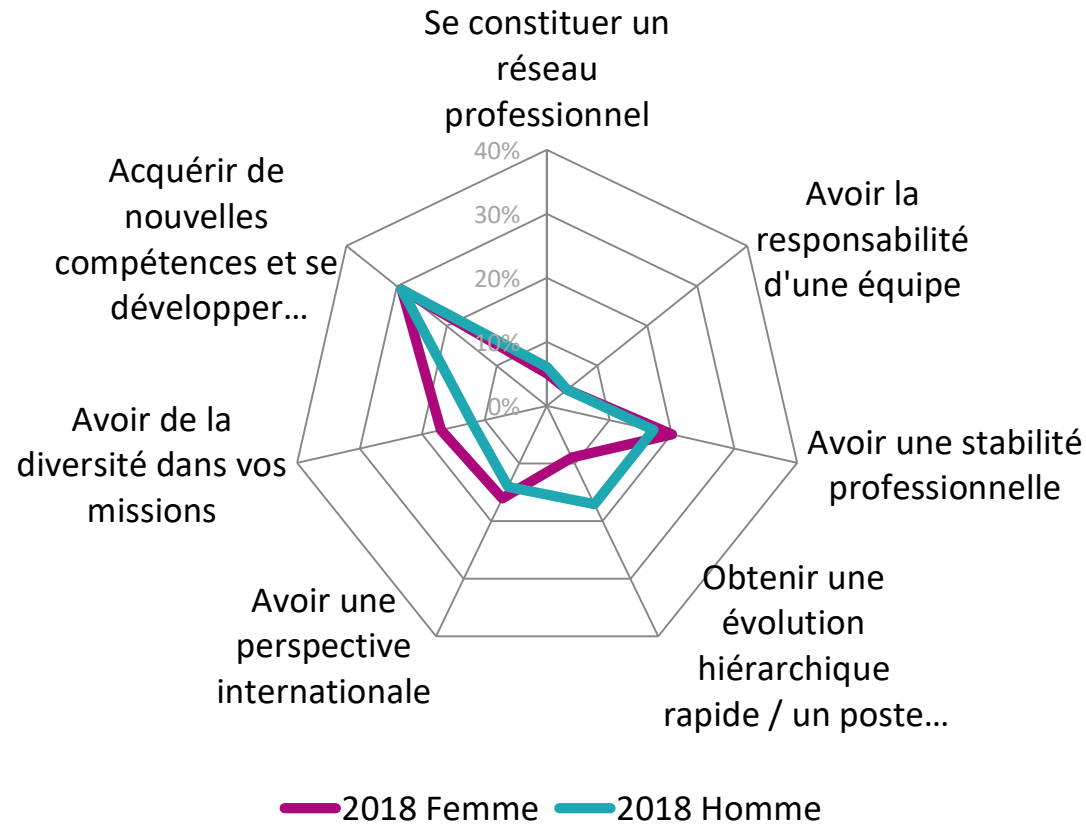 Se constituer un
réseau
professionnel
Avoir la
responsabilité
d'une équipe
Avoir une stabilité
professionnelle
Obtenir une
évolution
hiérarchique
rapide / un poste…
Avoir une
perspective
internationale
Avoir de la
diversité dans vos
missions
Acquérir de
nouvelles
compétences et se
développer…
40%
30%
20%
10%
0%
2018 Femme 2018 Homme